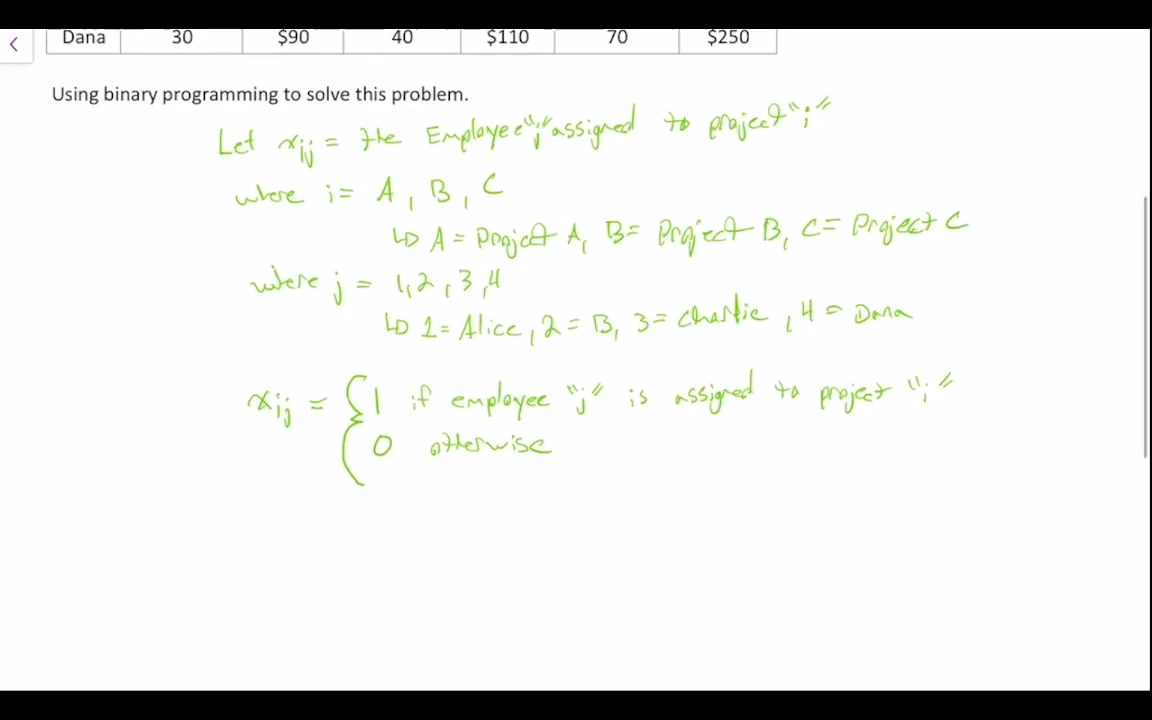 Dana 30 $90 40 $110 70 $250
Using binary programming to solve this problem.
Let xij = the Employee "j" assigned to project "i"
where i = A, B, C
↳ A = Project A, B = Project B, C = Project C
where j = 1, 2, 3, 4
↳ 1 = Alice, 2 = B, 3 = Charlie, 4 = Dana
xij = { 1 if employee "j" is assigned to project "i"
0 otherwise